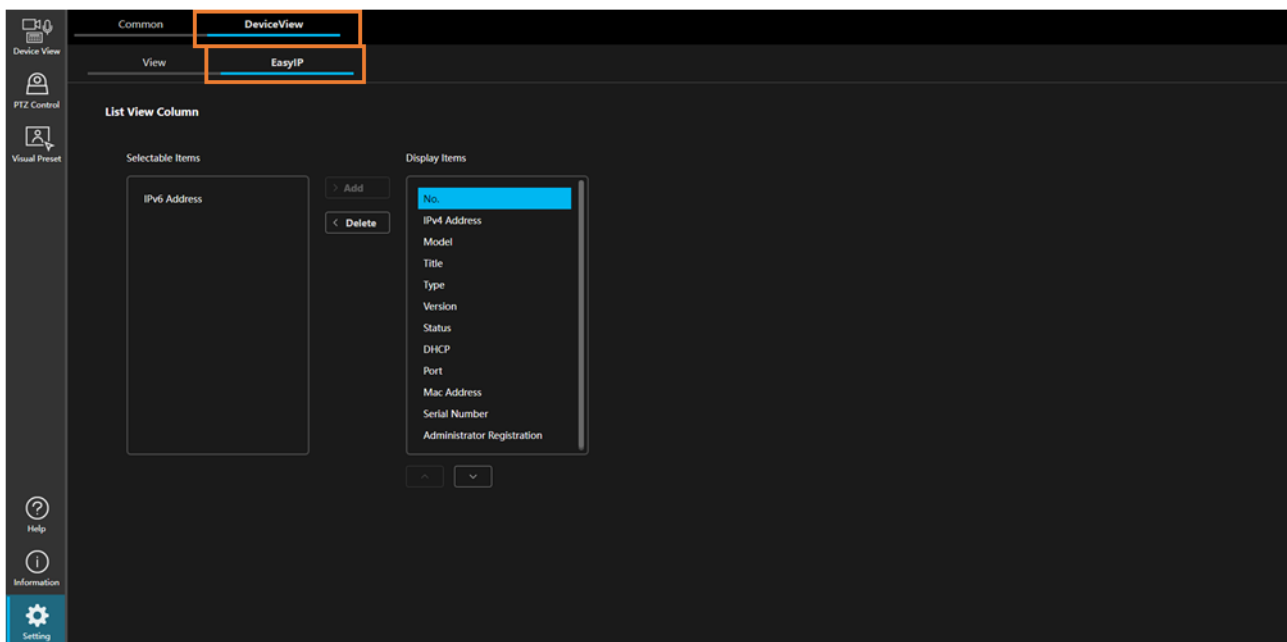 Device View
PTZ Control
Visual Preset
Help
Information
Setting
Common
DeviceView
View
EasyIP
List View Column
Selectable Items
IPv6 Address
> Add
< Delete
Display Items
No.
IPv4 Address
Model
Title
Type
Version
Status
DHCP
Port
Mac Address
Serial Number
Administrator Registration